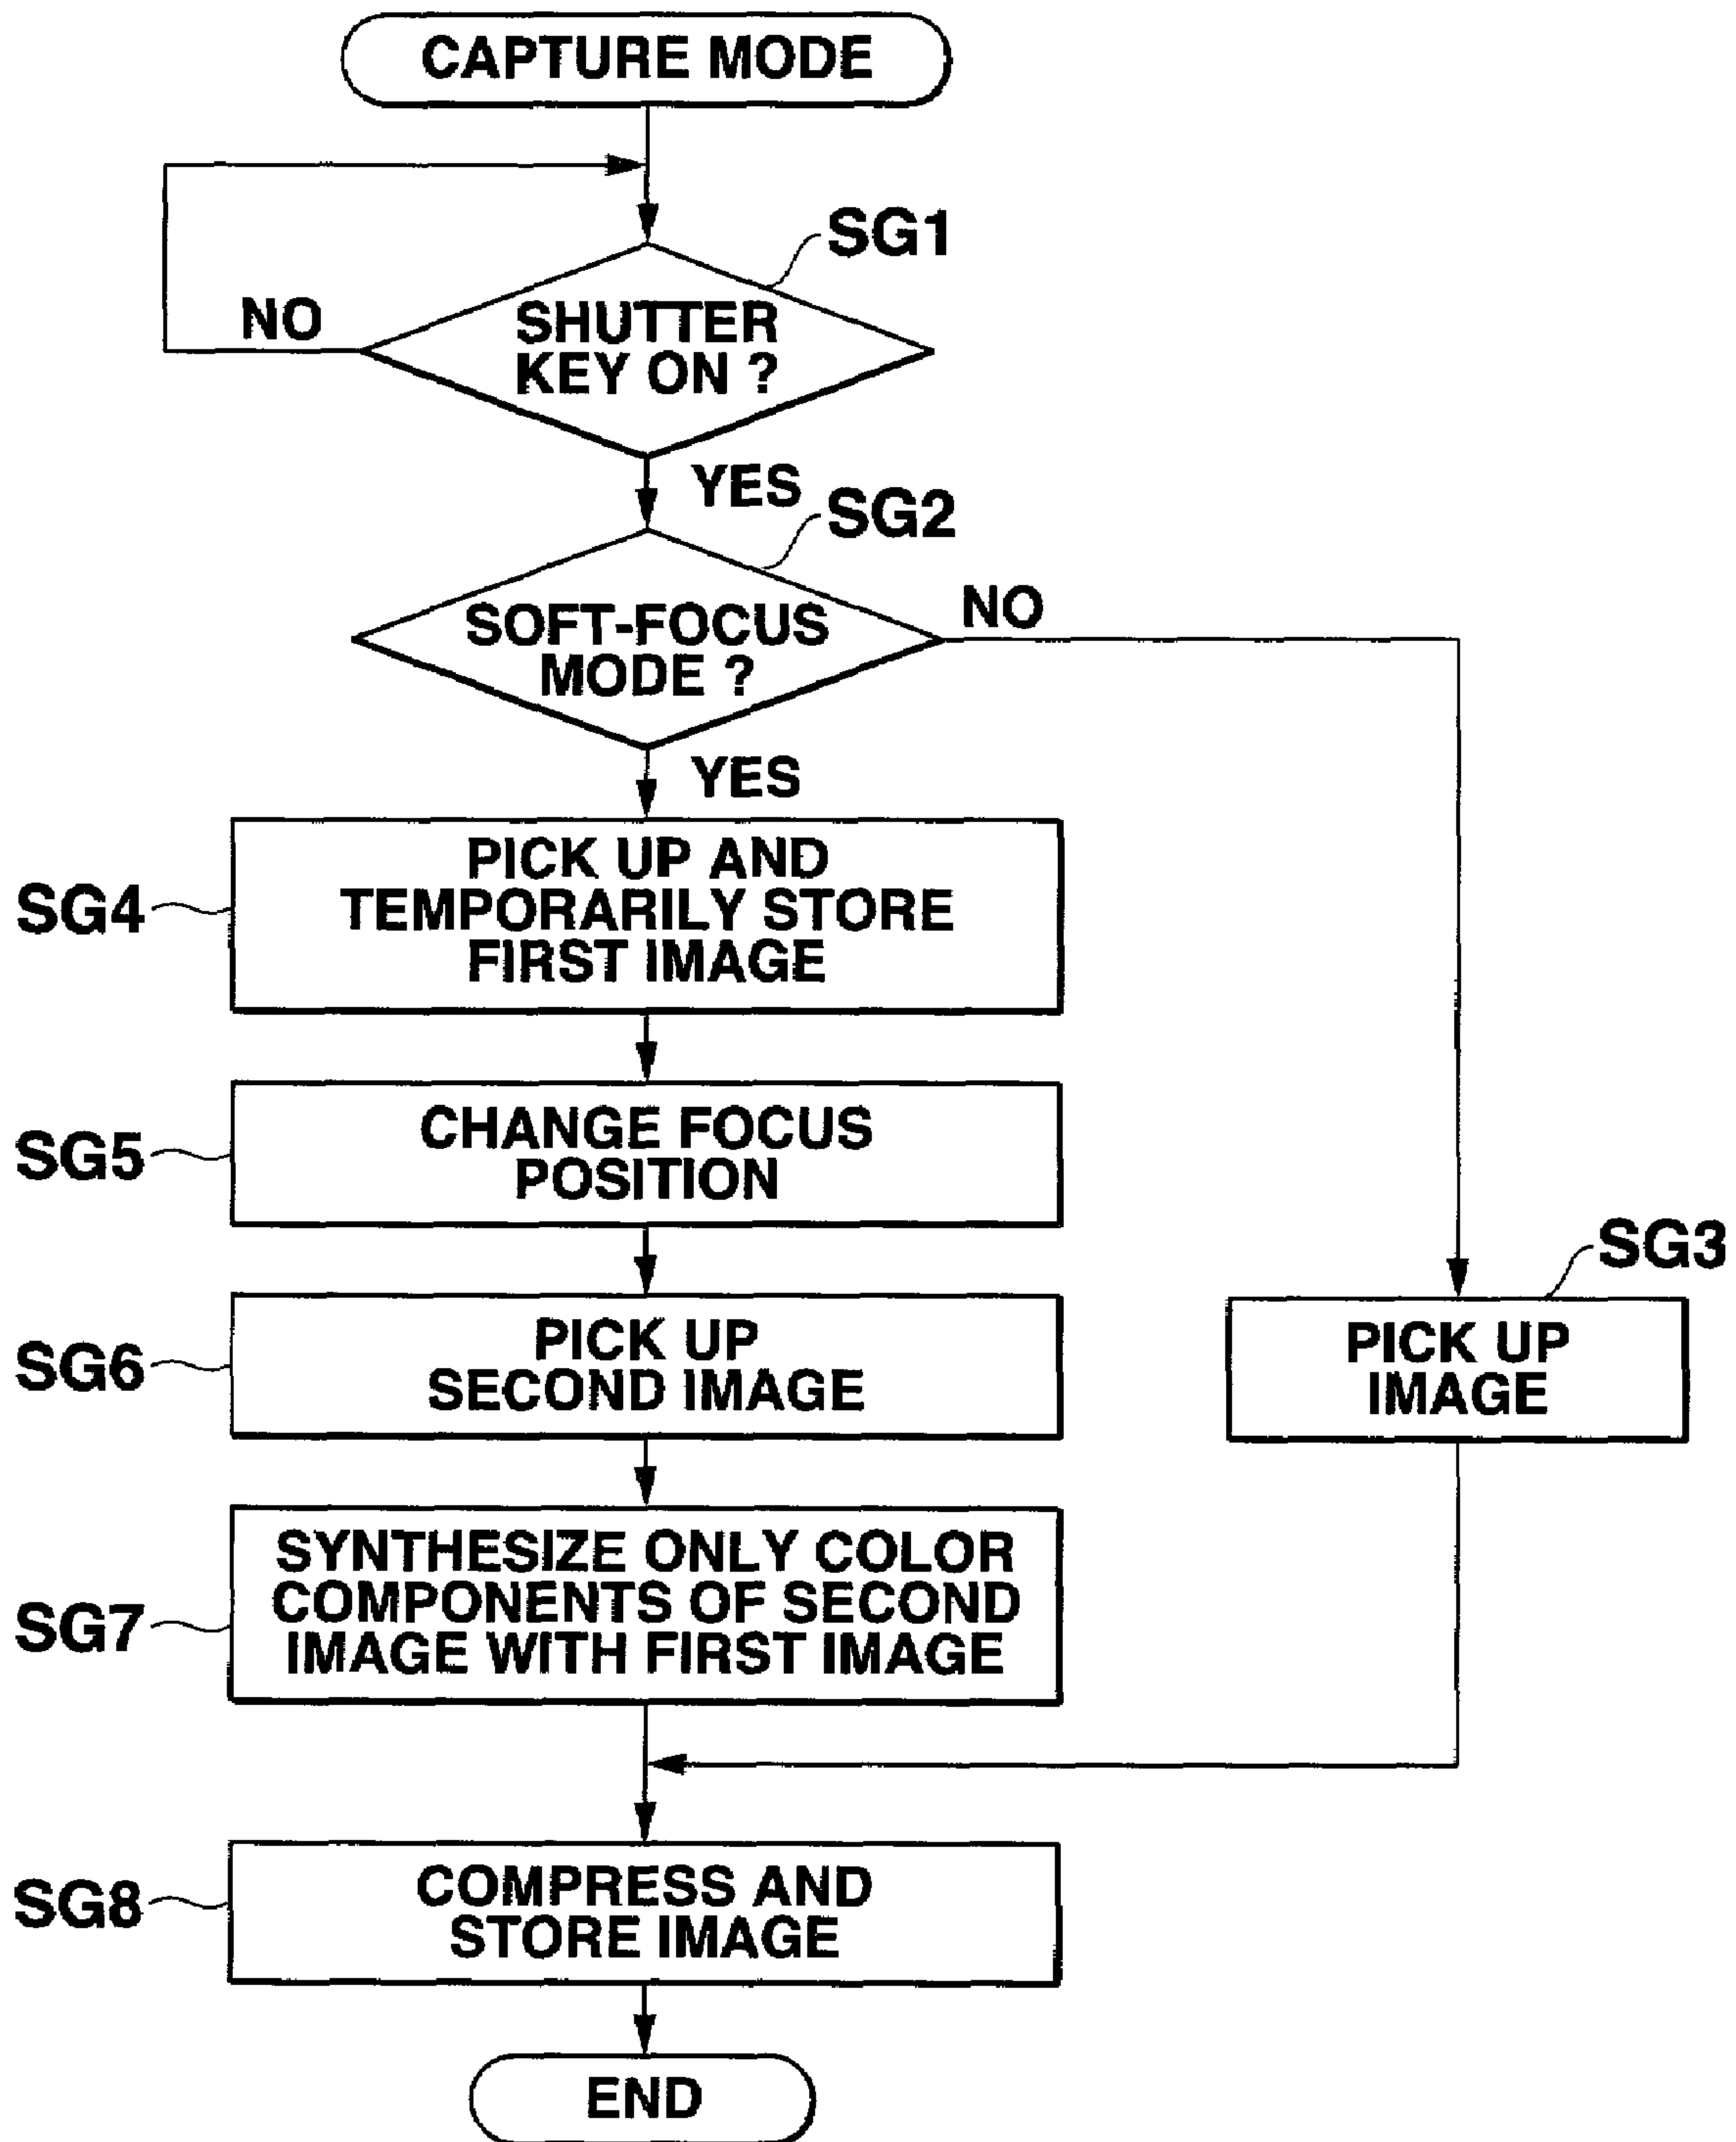 CAPTURE MODE
SG1
NO
SHUTTER
KEY ON ?
YES
SG2
NO
SOFT-FOCUS
MODE ?
YES
SG4
PICK UP AND
TEMPORARILY STORE
FIRST IMAGE
SG5
CHANGE FOCUS
POSITION
SG3
SG6
PICK UP
SECOND IMAGE
PICK UP
IMAGE
SG7
SYNTHESIZE ONLY COLOR
COMPONENTS OF SECOND
IMAGE WITH FIRST IMAGE
SG8
COMPRESS AND
STORE IMAGE
END